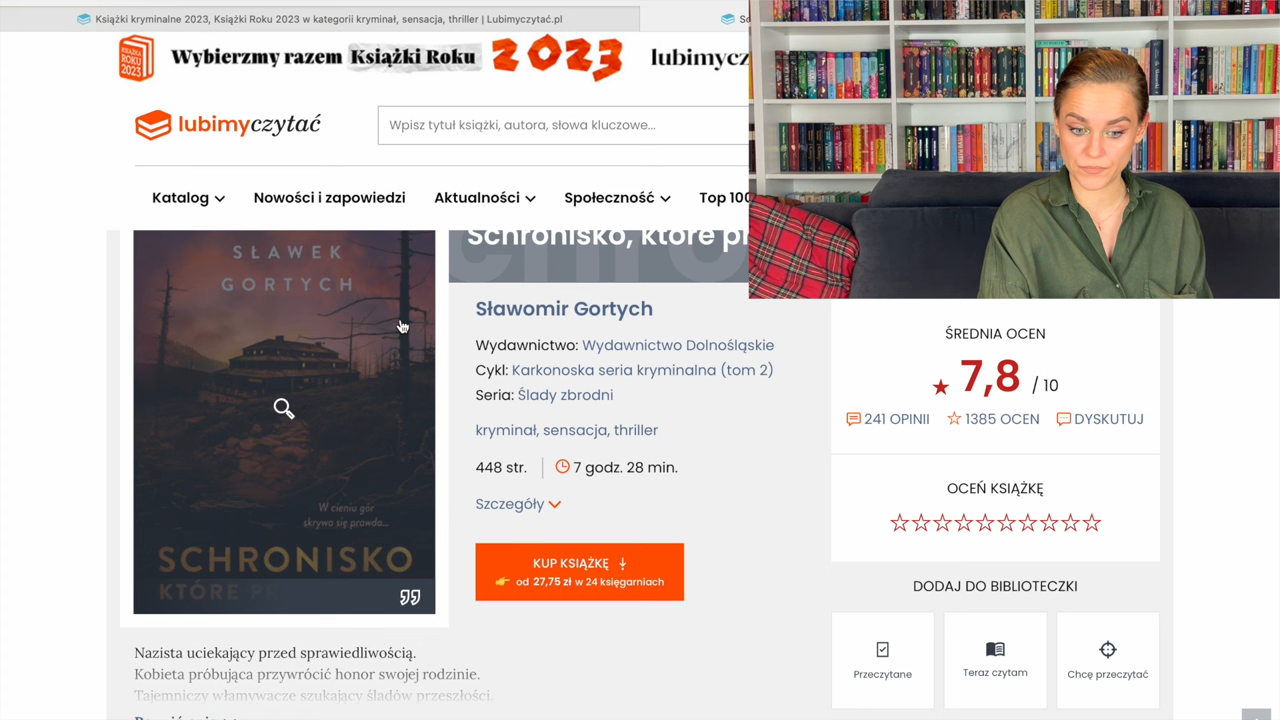 Książki kryminalne 2023, Książki Roku 2023 w kategorii kryminał, sensacja, thriller | Lubimyczytać.pl
KSIĄŻKA ROKU 2023
Wybierzmy razem Książki Roku 2023
lubimycz
lubimyczytać
Wpisz tytuł książki, autora, słowa kluczowe...
Katalog
Nowości i zapowiedzi
Aktualności
Społeczność
Top 100
SŁAWEK
GORTYCH
W cieniu gór
skrywa się prawda...
SCHRONISKO
KTÓRE
Schronisko, które
Sławomir Gortych
Wydawnictwo: Wydawnictwo Dolnośląskie
Cykl: Karkonoska seria kryminalna (tom 2)
Seria: Ślady zbrodni
kryminał, sensacja, thriller
448 str. 7 godz. 28 min.
Szczegóły
KUP KSIĄŻKĘ
od 27,75 zł w 24 księgarniach
Nazista uciekający przed sprawiedliwością.
Kobieta próbująca przywrócić honor swojej rodzinie.
Tajemniczy włamywacze szukający śladów przeszłości.
ŚREDNIA OCEN
7,8 / 10
241 OPINII 1385 OCEN DYSKUTUJ
OCEŃ KSIĄŻKĘ
DODAJ DO BIBLIOTECZKI
Przeczytane
Teraz czytam
Chcę przeczytać